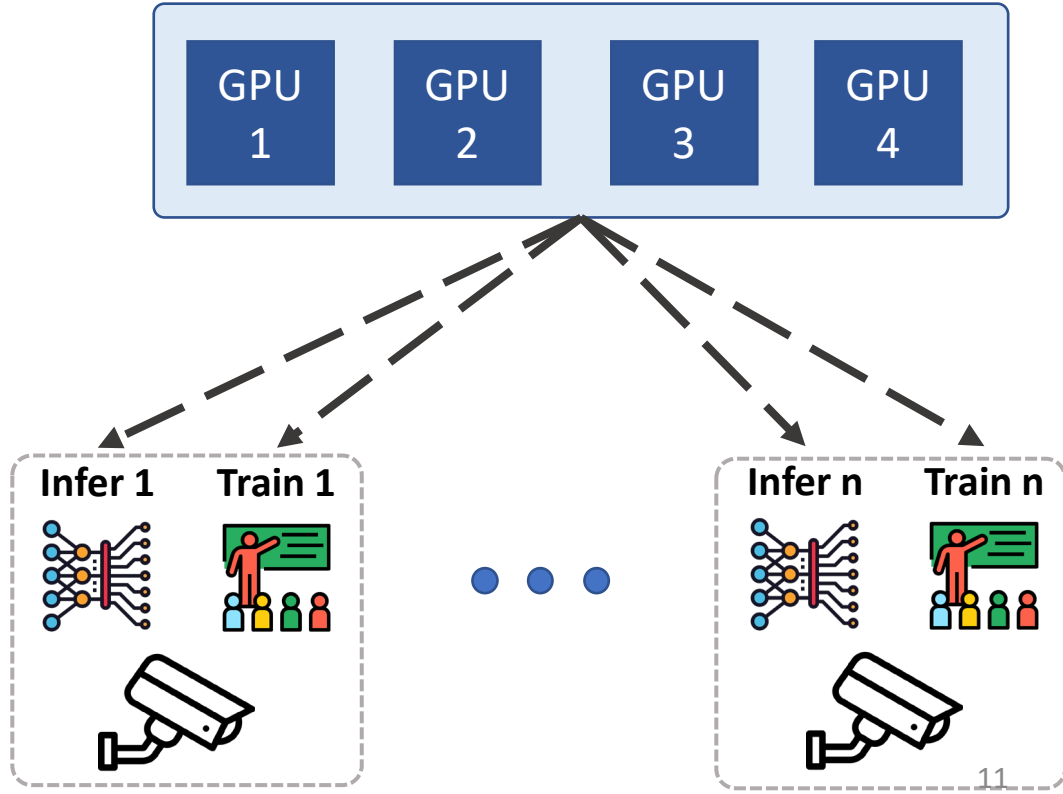 GPU
1
GPU
2
GPU
3
GPU
4
Infer 1
Train 1
Infer n
Train n
11